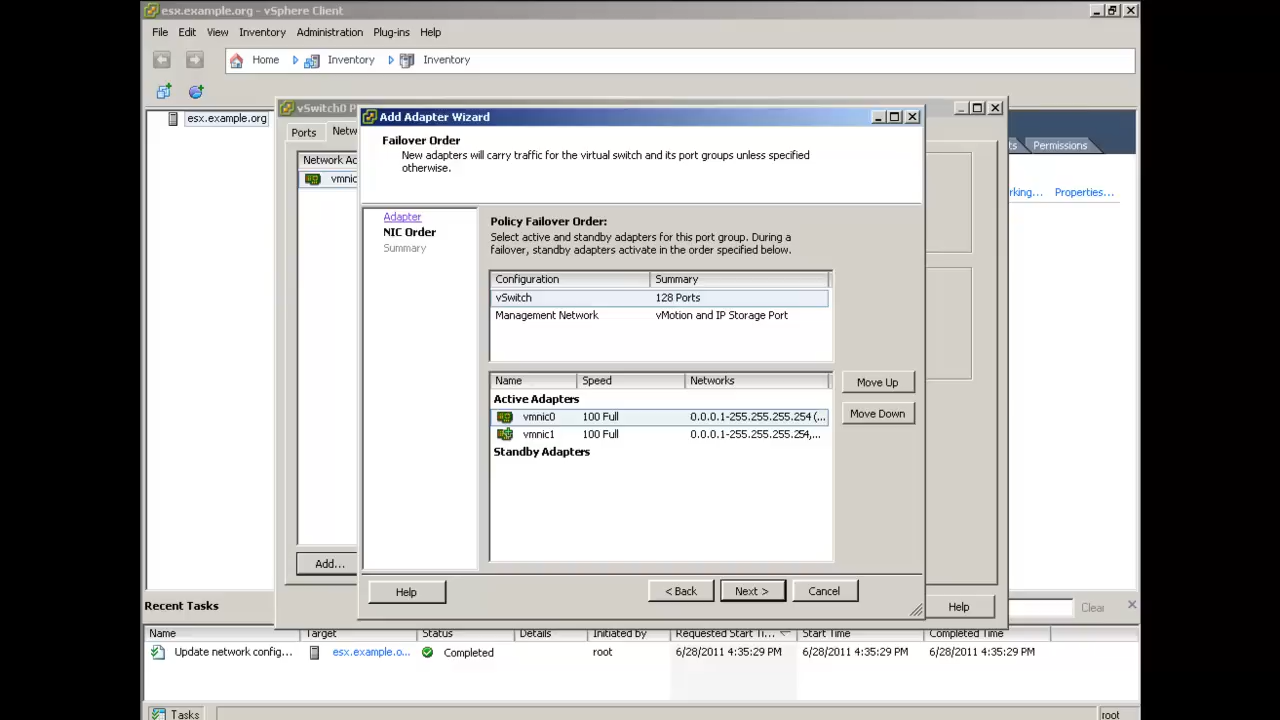 esx.example.org - vSphere Client
File Edit View Inventory Administration Plug-ins Help
Home Inventory Inventory
esx.example.org
vSwitch0 P
Ports Netw
Network Ac
vmnic
Add...
Add Adapter Wizard
Failover Order
New adapters will carry traffic for the virtual switch and its port groups unless specified
otherwise.
Adapter
NIC Order
Summary
Policy Failover Order:
Select active and standby adapters for this port group. During a
failover, standby adapters activate in the order specified below.
Configuration Summary
vSwitch 128 Ports
Management Network vMotion and IP Storage Port
Name Speed Networks
Active Adapters
vmnic0 100 Full 0.0.0.1-255.255.255.254 (...
vmnic1 100 Full 0.0.0.1-255.255.255.254,...
Standby Adapters
Move Up
Move Down
Help < Back Next > Cancel
ts Permissions
rking... Properties...
Help
Clear
Recent Tasks
Name Target Status Details Initiated by Requested Start Ti... Start Time Completed Time
Update network config... esx.example.o... Completed root 6/28/2011 4:35:29 PM 6/28/2011 4:35:29 PM 6/28/2011 4:35:29 PM
Tasks root